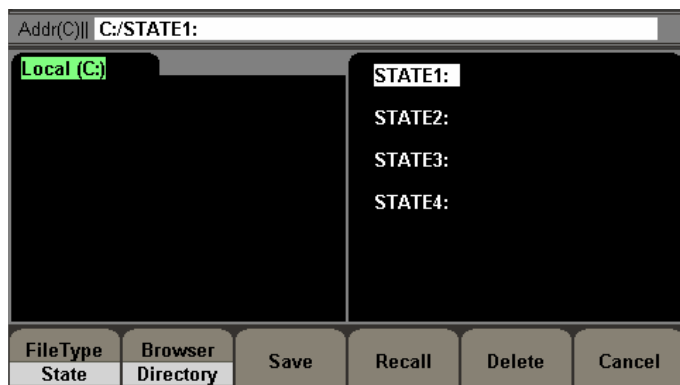 Addr(C)|| C:/STATE1:
Local (C:)
STATE1:
STATE2:
STATE3:
STATE4:
FileType Browser Save Recall Delete Cancel
State Directory